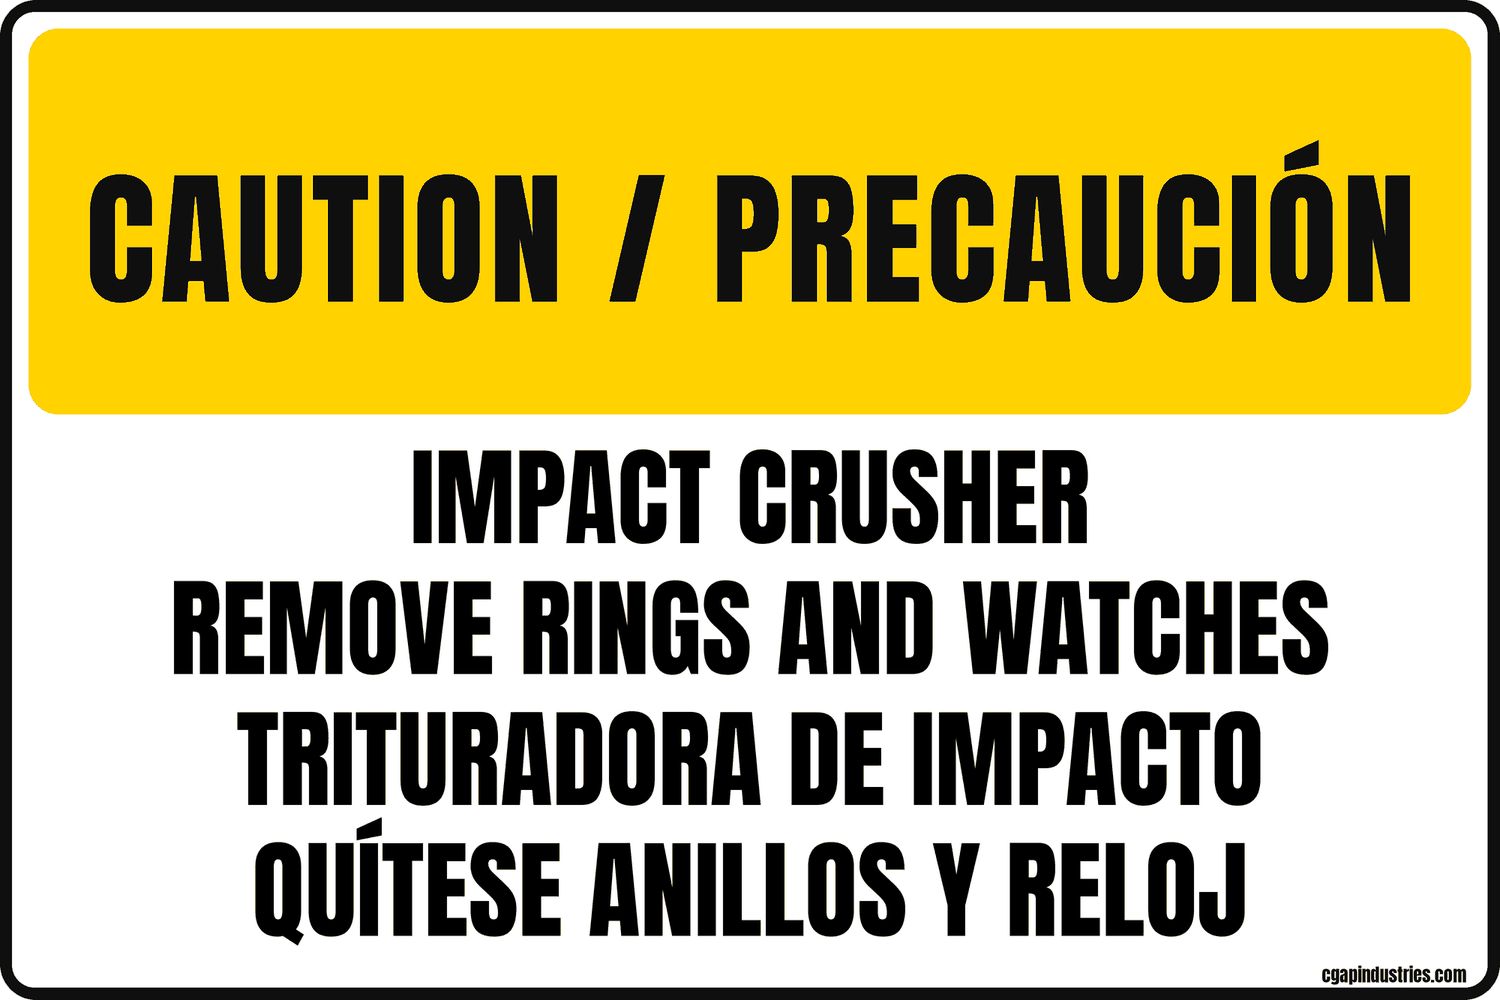 CAUTION / PRECAUCIÓN
IMPACT CRUSHER
REMOVE RINGS AND WATCHES
TRITURADORA DE IMPACTO
QUÍTESE ANILLOS Y RELOJ
cgapindustries.com